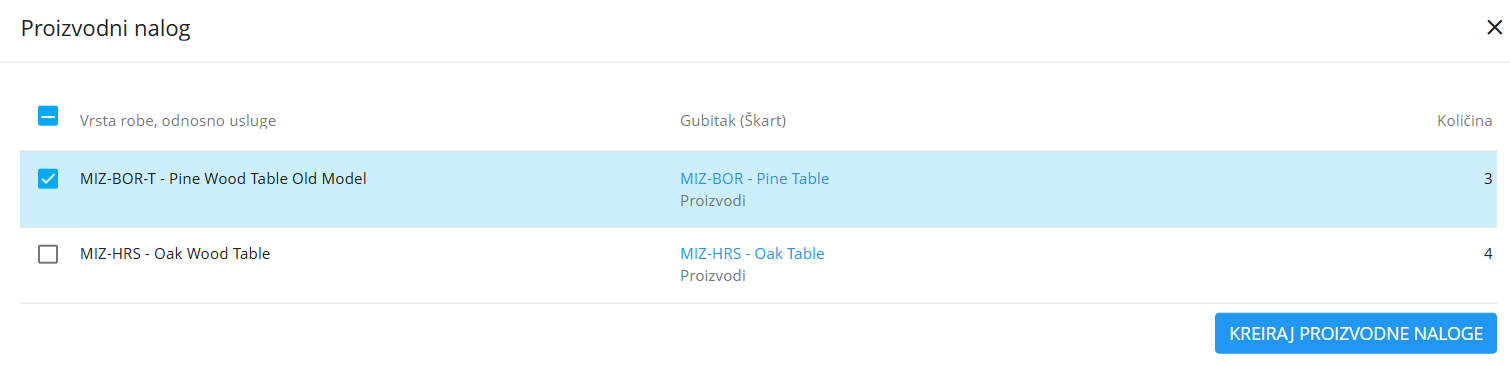 Proizvodni nalog
Vrsta robe, odnosno usluge Gubitak (Škart) Količina
MIZ-BOR-T - Pine Wood Table Old Model MIZ-BOR - Pine Table 3
Proizvodi
MIZ-HRS - Oak Wood Table MIZ-HRS - Oak Table 4
Proizvodi
KREIRAJ PROIZVODNE NALOGE